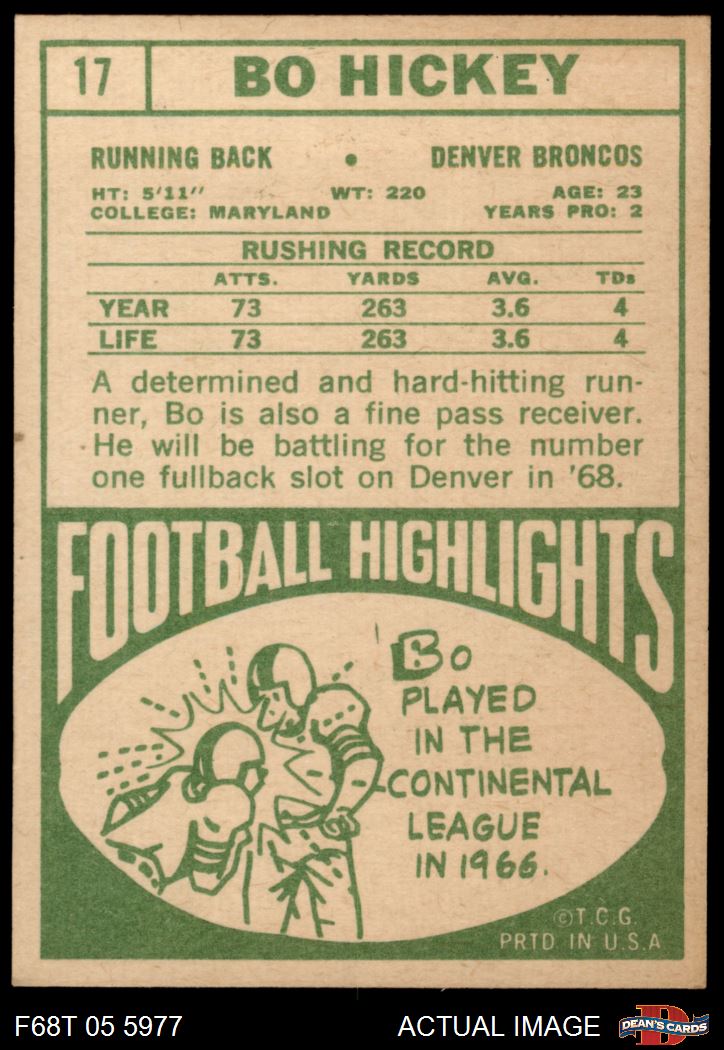 17 BO HICKEY
RUNNING BACK • DENVER BRONCOS
HT: 5'11" WT: 220 AGE: 23
COLLEGE: MARYLAND YEARS PRO: 2
RUSHING RECORD
ATTS. YARDS AVG. TDs
YEAR 73 263 3.6 4
LIFE 73 263 3.6 4
A determined and hard-hitting run-
ner, Bo is also a fine pass receiver.
He will be battling for the number
one fullback slot on Denver in '68.
FOOTBALL HIGHLIGHTS
Bo
PLAYED
IN THE
CONTINENTAL
LEAGUE
IN 1966.
©T.C.G.
PRTD IN U.S.A
F68T 05 5977 ACTUAL IMAGE D
DEAN'S CARDS